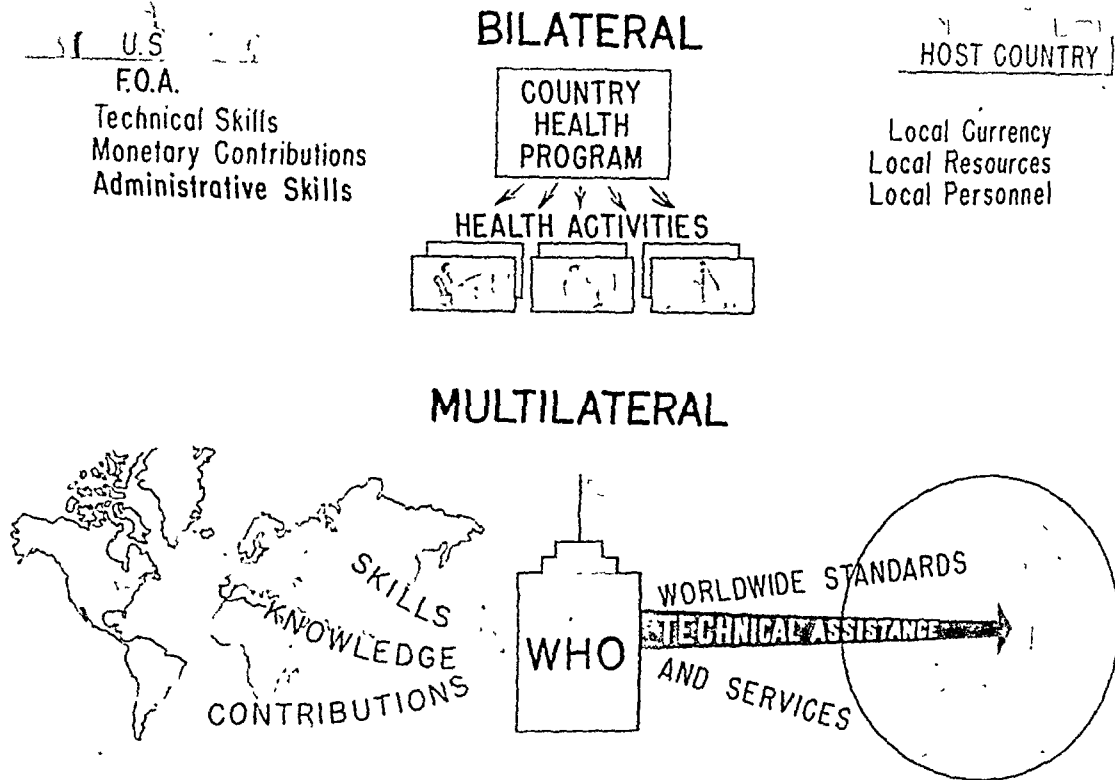 BILATERAL
U.S
F.O.A.
Technical Skills
Monetary Contributions
Administrative Skills
COUNTRY
HEALTH
PROGRAM
HEALTH ACTIVITIES
HOST COUNTRY
Local Currency
Local Resources
Local Personnel
MULTILATERAL
SKILLS
KNOWLEDGE
CONTRIBUTIONS
WHO
WORLDWIDE STANDARDS
TECHNICAL ASSISTANCE
AND SERVICES